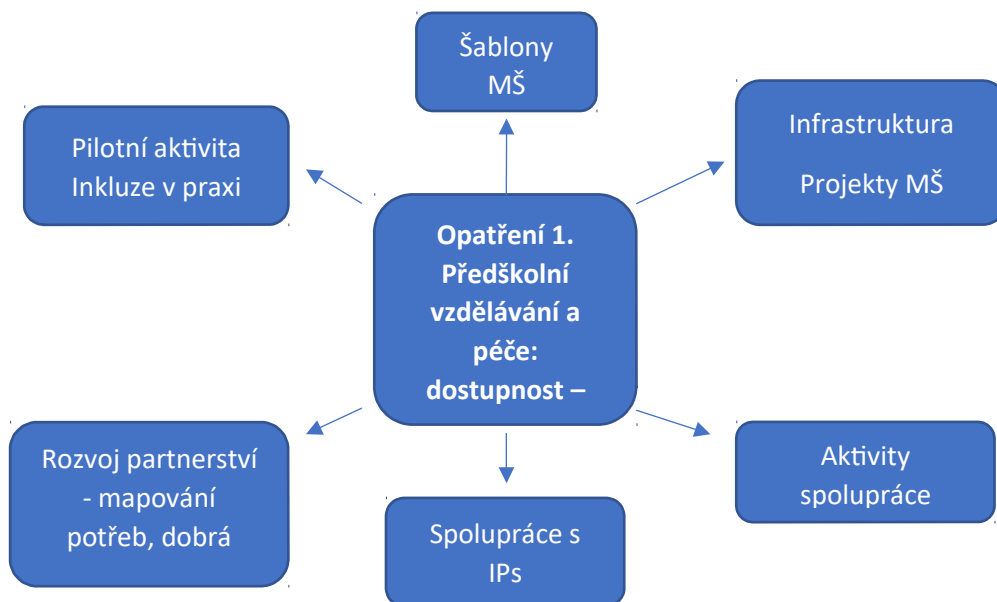 Šablony
MŠ
Pilotní aktivita
Inkluze v praxi
Infrastruktura
Projekty MŠ
Opatření 1.
Předškolní
vzdělávání a
péče:
dostupnost –
Rozvoj partnerství
- mapování
potřeb, dobrá
Spolupráce s
IPs
Aktivity
spolupráce